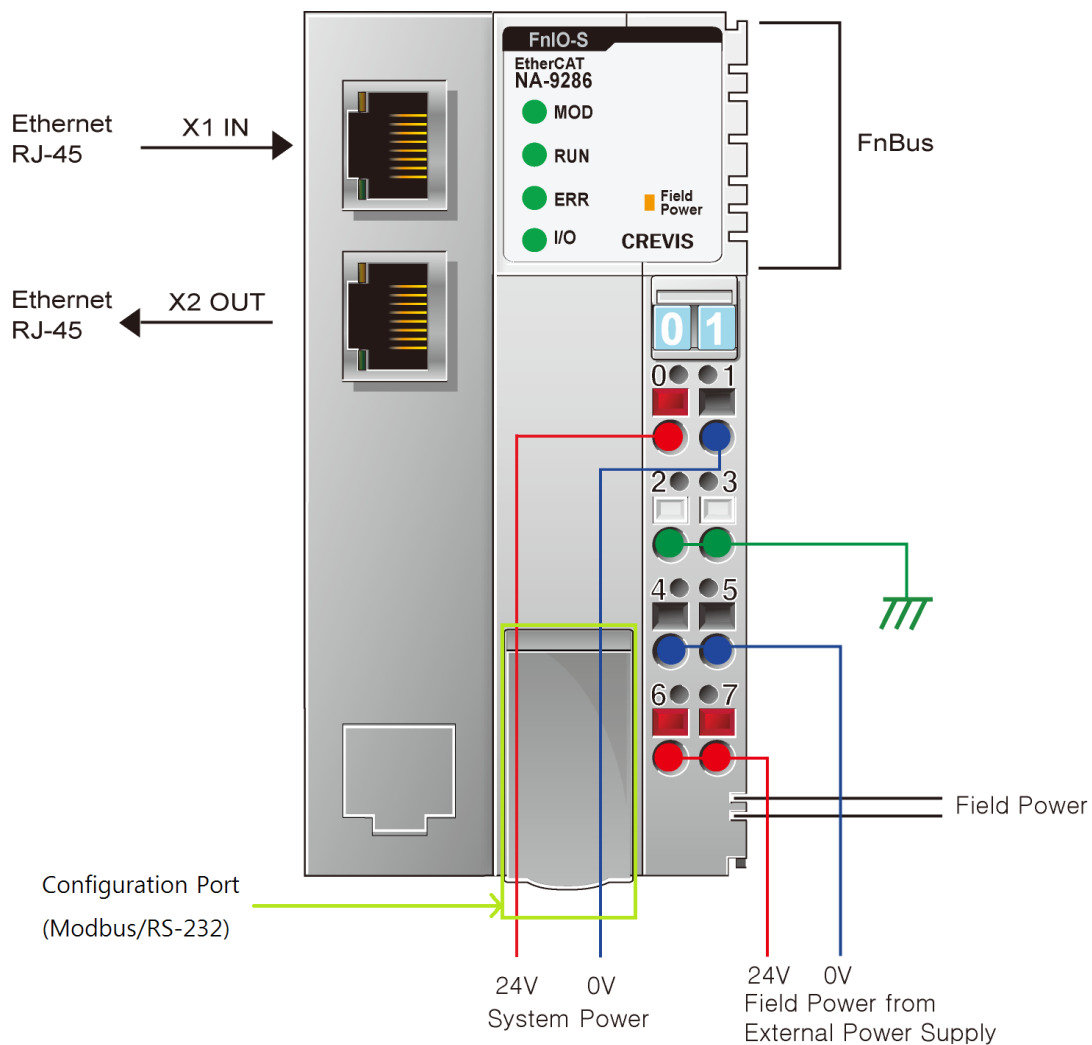 FnIO-S
EtherCAT
NA-9286
MOD
RUN
ERR
I/O
Field
Power
CREVIS
Ethernet
RJ-45
X1 IN
Ethernet
RJ-45
X2 OUT
FnBus
0 1
0 1
2 3
4 5
6 7
Field Power
Configuration Port
(Modbus/RS-232)
24V 0V
System Power
24V 0V
Field Power from
External Power Supply